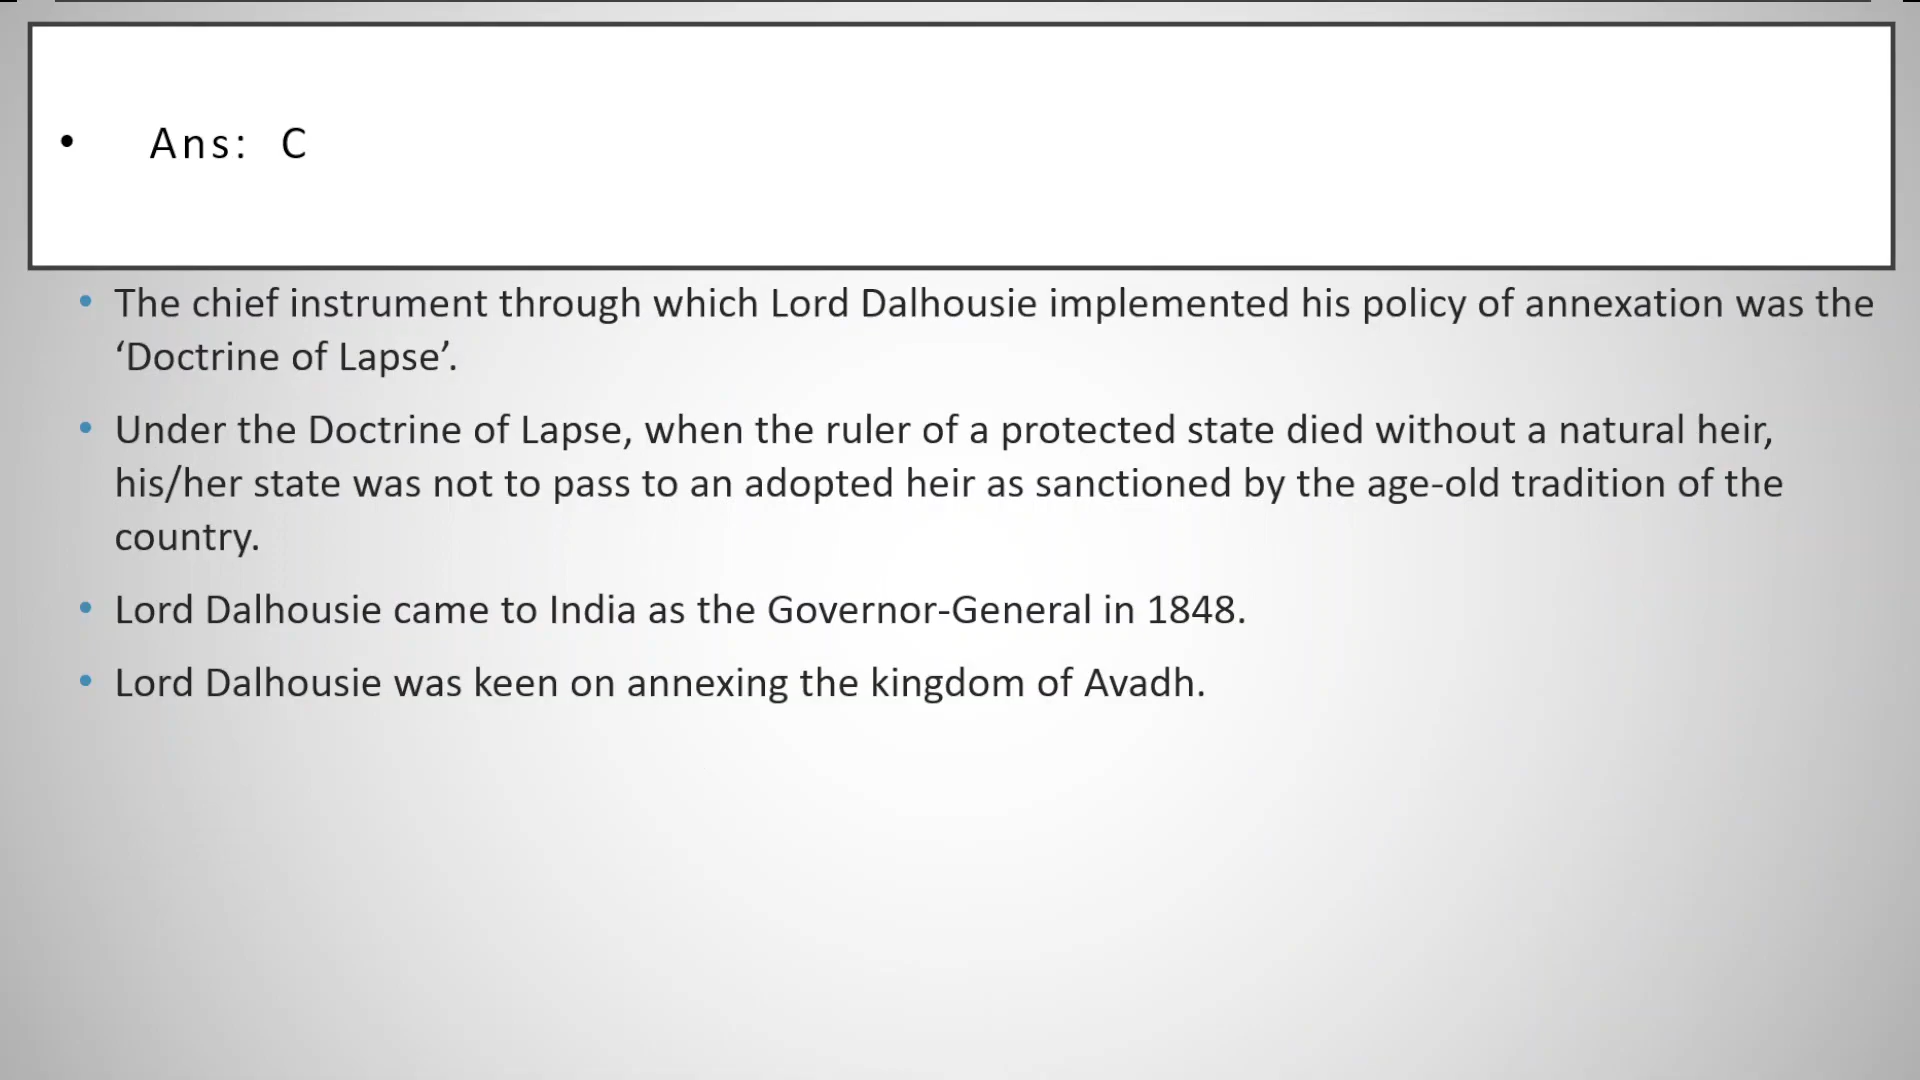 • Ans: C
• The chief instrument through which Lord Dalhousie implemented his policy of annexation was the
‘Doctrine of Lapse’.
• Under the Doctrine of Lapse, when the ruler of a protected state died without a natural heir,
his/her state was not to pass to an adopted heir as sanctioned by the age-old tradition of the
country.
• Lord Dalhousie came to India as the Governor-General in 1848.
• Lord Dalhousie was keen on annexing the kingdom of Avadh.